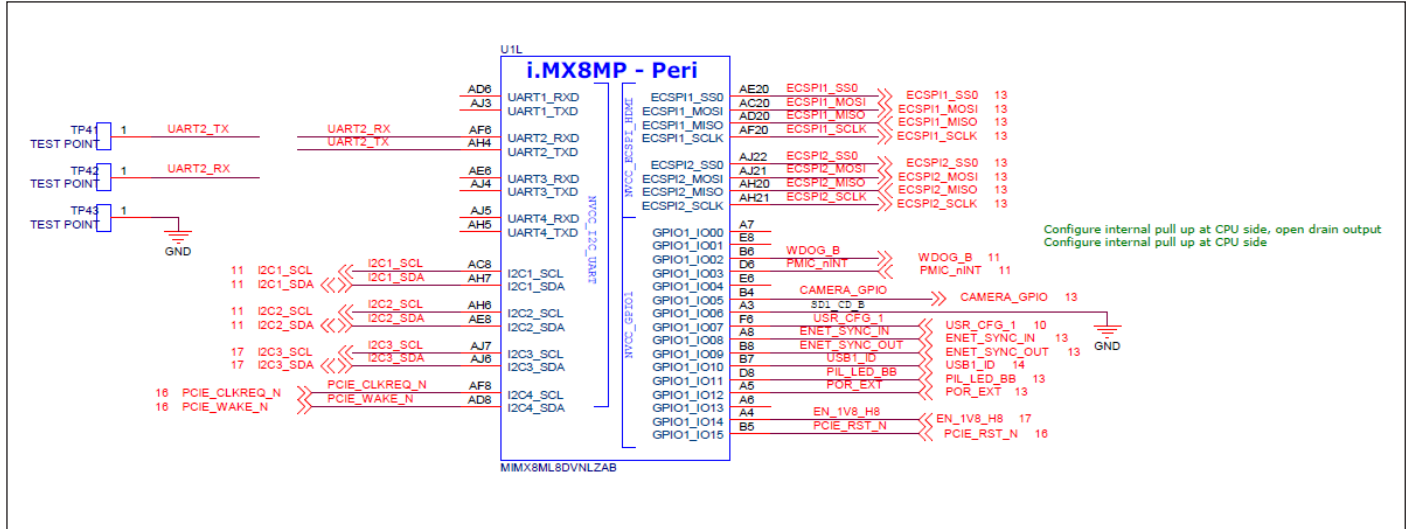 U1L
i.MX8MP - Peri
TP41
TEST POINT
1
UART2_TX
TP42
TEST POINT
1
UART2_RX
TP43
TEST POINT
1
GND
AD6 UART1_RXD
AJ3 UART1_TXD
UART2_RX AF6 UART2_RXD
UART2_TX AH4 UART2_TXD
AE6 UART3_RXD
AJ4 UART3_TXD
AJ5 UART4_RXD
AH5 UART4_TXD
11 I2C1_SCL I2C1_SCL AC8 I2C1_SCL
11 I2C1_SDA I2C1_SDA AH7 I2C1_SDA
11 I2C2_SCL I2C2_SCL AH6 I2C2_SCL
11 I2C2_SDA I2C2_SDA AE8 I2C2_SDA
17 I2C3_SCL I2C3_SCL AJ7 I2C3_SCL
17 I2C3_SDA I2C3_SDA AJ6 I2C3_SDA
16 PCIE_CLKREQ_N PCIE_CLKREQ_N AF8 I2C4_SCL
16 PCIE_WAKE_N PCIE_WAKE_N AD8 I2C4_SDA
NVCC_I2C_UART
NVCC_ECSPI_HDMI
NVCC_GPIO1
ECSPI1_SS0 AE20 ECSPI1_SS0 ECSPI1_SS0 13
ECSPI1_MOSI AC20 ECSPI1_MOSI ECSPI1_MOSI 13
ECSPI1_MISO AD20 ECSPI1_MISO ECSPI1_MISO 13
ECSPI1_SCLK AF20 ECSPI1_SCLK ECSPI1_SCLK 13
ECSPI2_SS0 AJ22 ECSPI2_SS0 ECSPI2_SS0 13
ECSPI2_MOSI AJ21 ECSPI2_MOSI ECSPI2_MOSI 13
ECSPI2_MISO AH20 ECSPI2_MISO ECSPI2_MISO 13
ECSPI2_SCLK AH21 ECSPI2_SCLK ECSPI2_SCLK 13
GPIO1_IO00 A7
GPIO1_IO01 E8
GPIO1_IO02 B6 WDOG_B WDOG_B 11
GPIO1_IO03 D6 PMIC_nINT PMIC_nINT 11
GPIO1_IO04 E6
GPIO1_IO05 B4 CAMERA_GPIO CAMERA_GPIO 13
GPIO1_IO06 A3 SD1_CD_B
GND
GPIO1_IO07 F6 USR_CFG_1 USR_CFG_1 10
GPIO1_IO08 A8 ENET_SYNC_IN ENET_SYNC_IN 13
GPIO1_IO09 B8 ENET_SYNC_OUT ENET_SYNC_OUT 13
GPIO1_IO10 B7 USB1_ID USB1_ID 14
GPIO1_IO11 D8 PIL_LED_BB PIL_LED_BB 13
GPIO1_IO12 A5 POR_EXT POR_EXT 13
GPIO1_IO13 A6
GPIO1_IO14 A4 EN_1V8_H8 EN_1V8_H8 17
GPIO1_IO15 B5 PCIE_RST_N PCIE_RST_N 16
Configure internal pull up at CPU side, open drain output
Configure internal pull up at CPU side
MIMX8ML8DVNLZAB